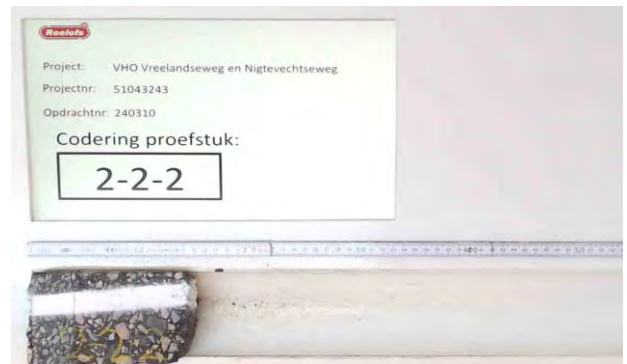 Roelofs
Project: VHO Vreelandseweg en Nigtevechtseweg
Projectnr: 51043243
Opdrachtnr: 240310
Codering proefstuk:
2-2-2